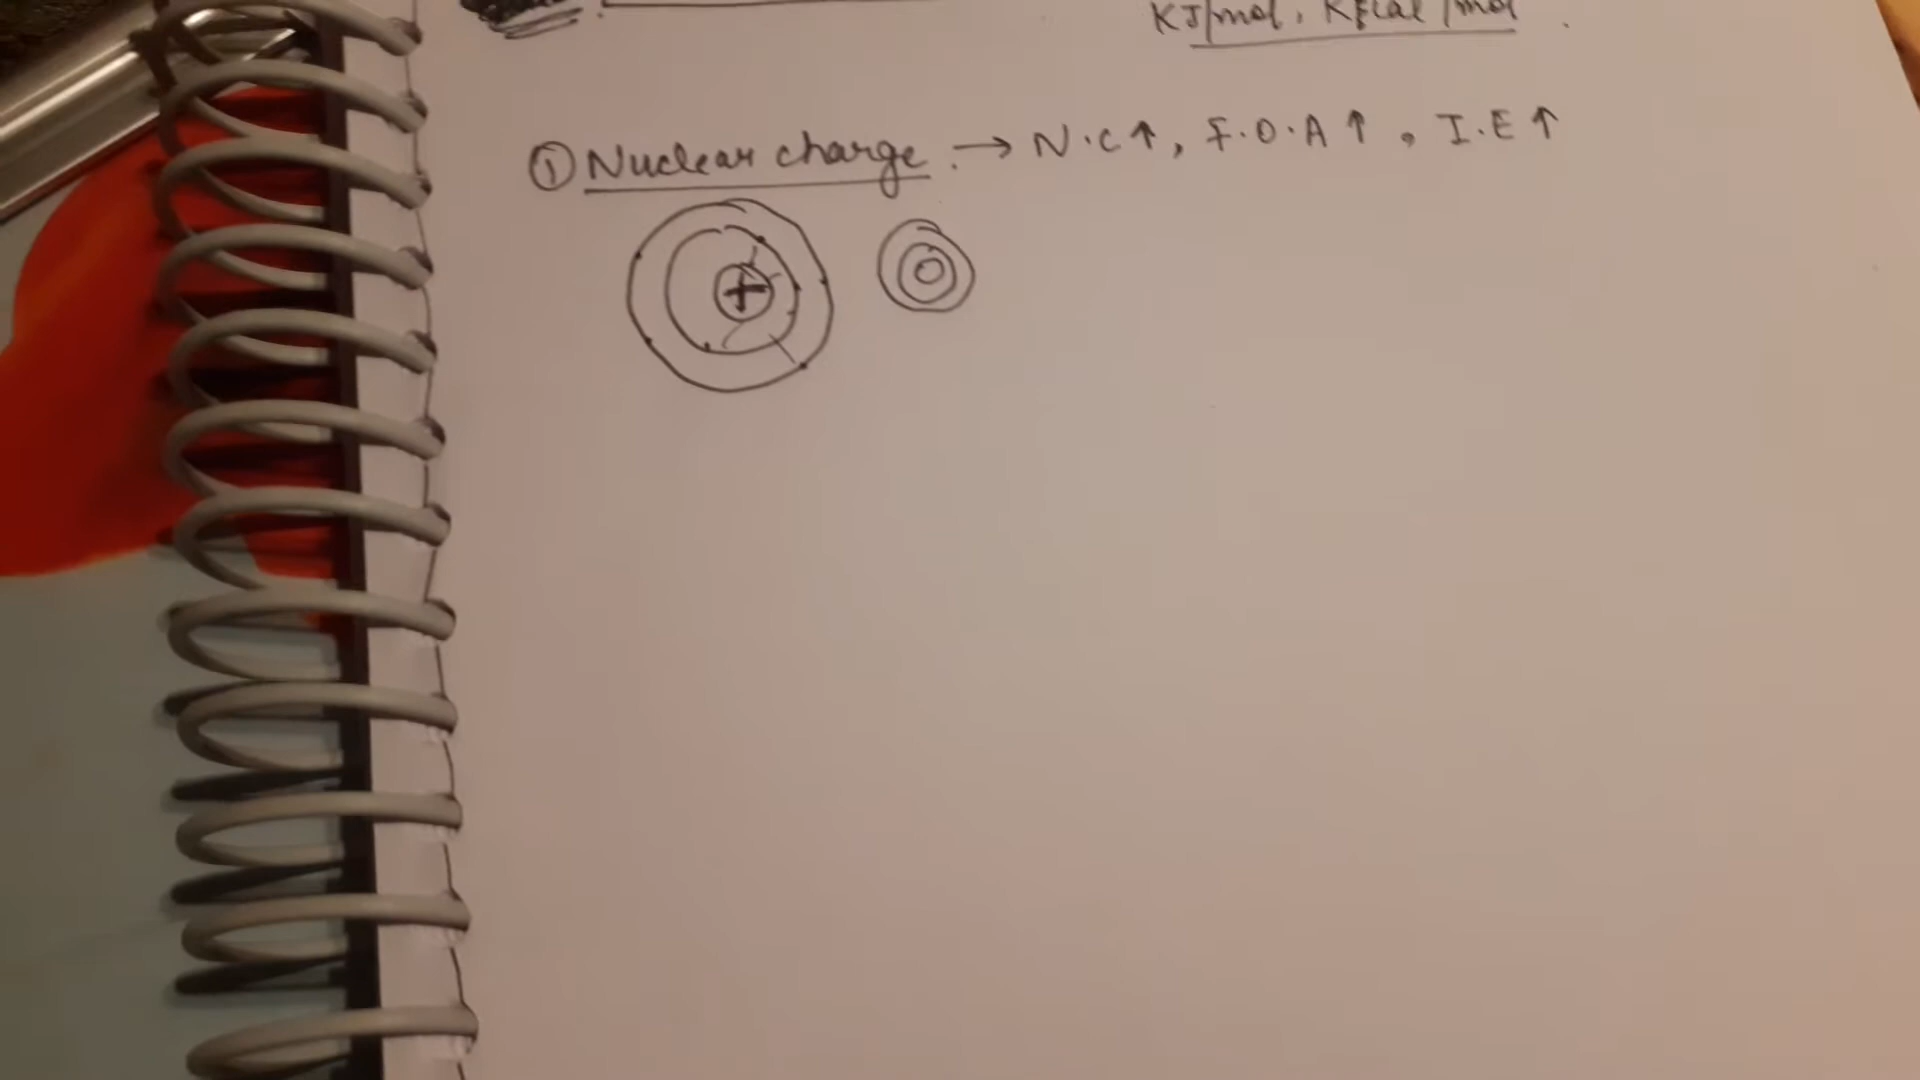 KJ/mol, Kcal/mol.
① Nuclear charge. → N.C↑, F.O.A↑, I.E↑
+